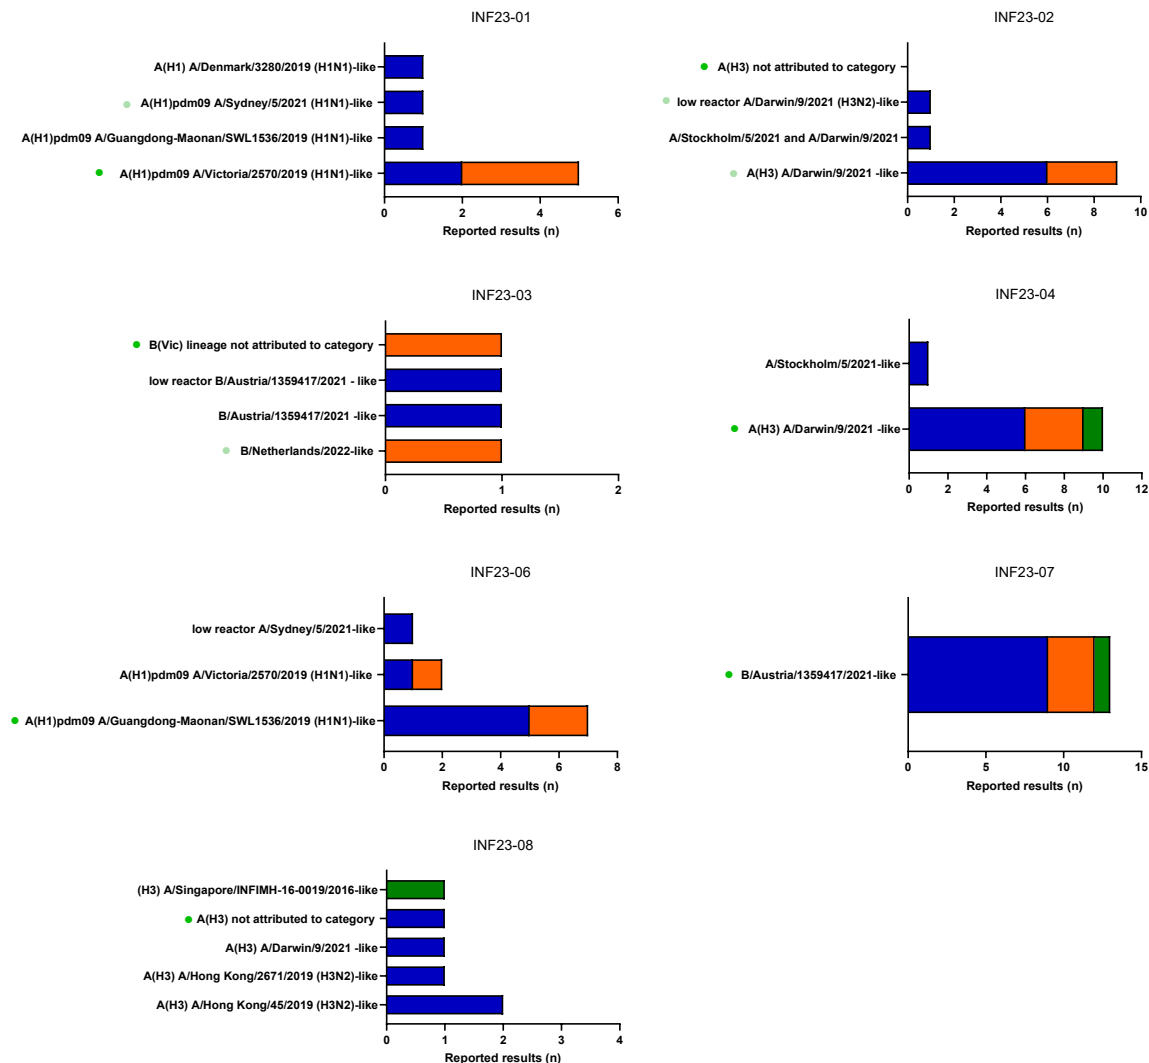 INF23-01
A(H1) A/Denmark/3280/2019 (H1N1)-like
A(H1)pdm09 A/Sydney/5/2021 (H1N1)-like
A(H1)pdm09 A/Guangdong-Maonan/SWL1536/2019 (H1N1)-like
A(H1)pdm09 A/Victoria/2570/2019 (H1N1)-like
0 2 4 6
Reported results (n)
INF23-02
A(H3) not attributed to category
low reactor A/Darwin/9/2021 (H3N2)-like
A/Stockholm/5/2021 and A/Darwin/9/2021
A(H3) A/Darwin/9/2021 -like
0 2 4 6 8 10
Reported results (n)
INF23-03
B(Vic) lineage not attributed to category
low reactor B/Austria/1359417/2021 - like
B/Austria/1359417/2021 -like
B/Netherlands/2022-like
0 1 2
Reported results (n)
INF23-04
A/Stockholm/5/2021-like
A(H3) A/Darwin/9/2021 -like
0 2 4 6 8 10 12
Reported results (n)
INF23-06
low reactor A/Sydney/5/2021-like
A(H1)pdm09 A/Victoria/2570/2019 (H1N1)-like
A(H1)pdm09 A/Guangdong-Maonan/SWL1536/2019 (H1N1)-like
0 2 4 6 8
Reported results (n)
INF23-07
B/Austria/1359417/2021-like
0 5 10 15
Reported results (n)
INF23-08
(H3) A/Singapore/INFIMH-16-0019/2016-like
A(H3) not attributed to category
A(H3) A/Darwin/9/2021 -like
A(H3) A/Hong Kong/2671/2019 (H3N2)-like
A(H3) A/Hong Kong/45/2019 (H3N2)-like
0 1 2 3 4
Reported results (n)